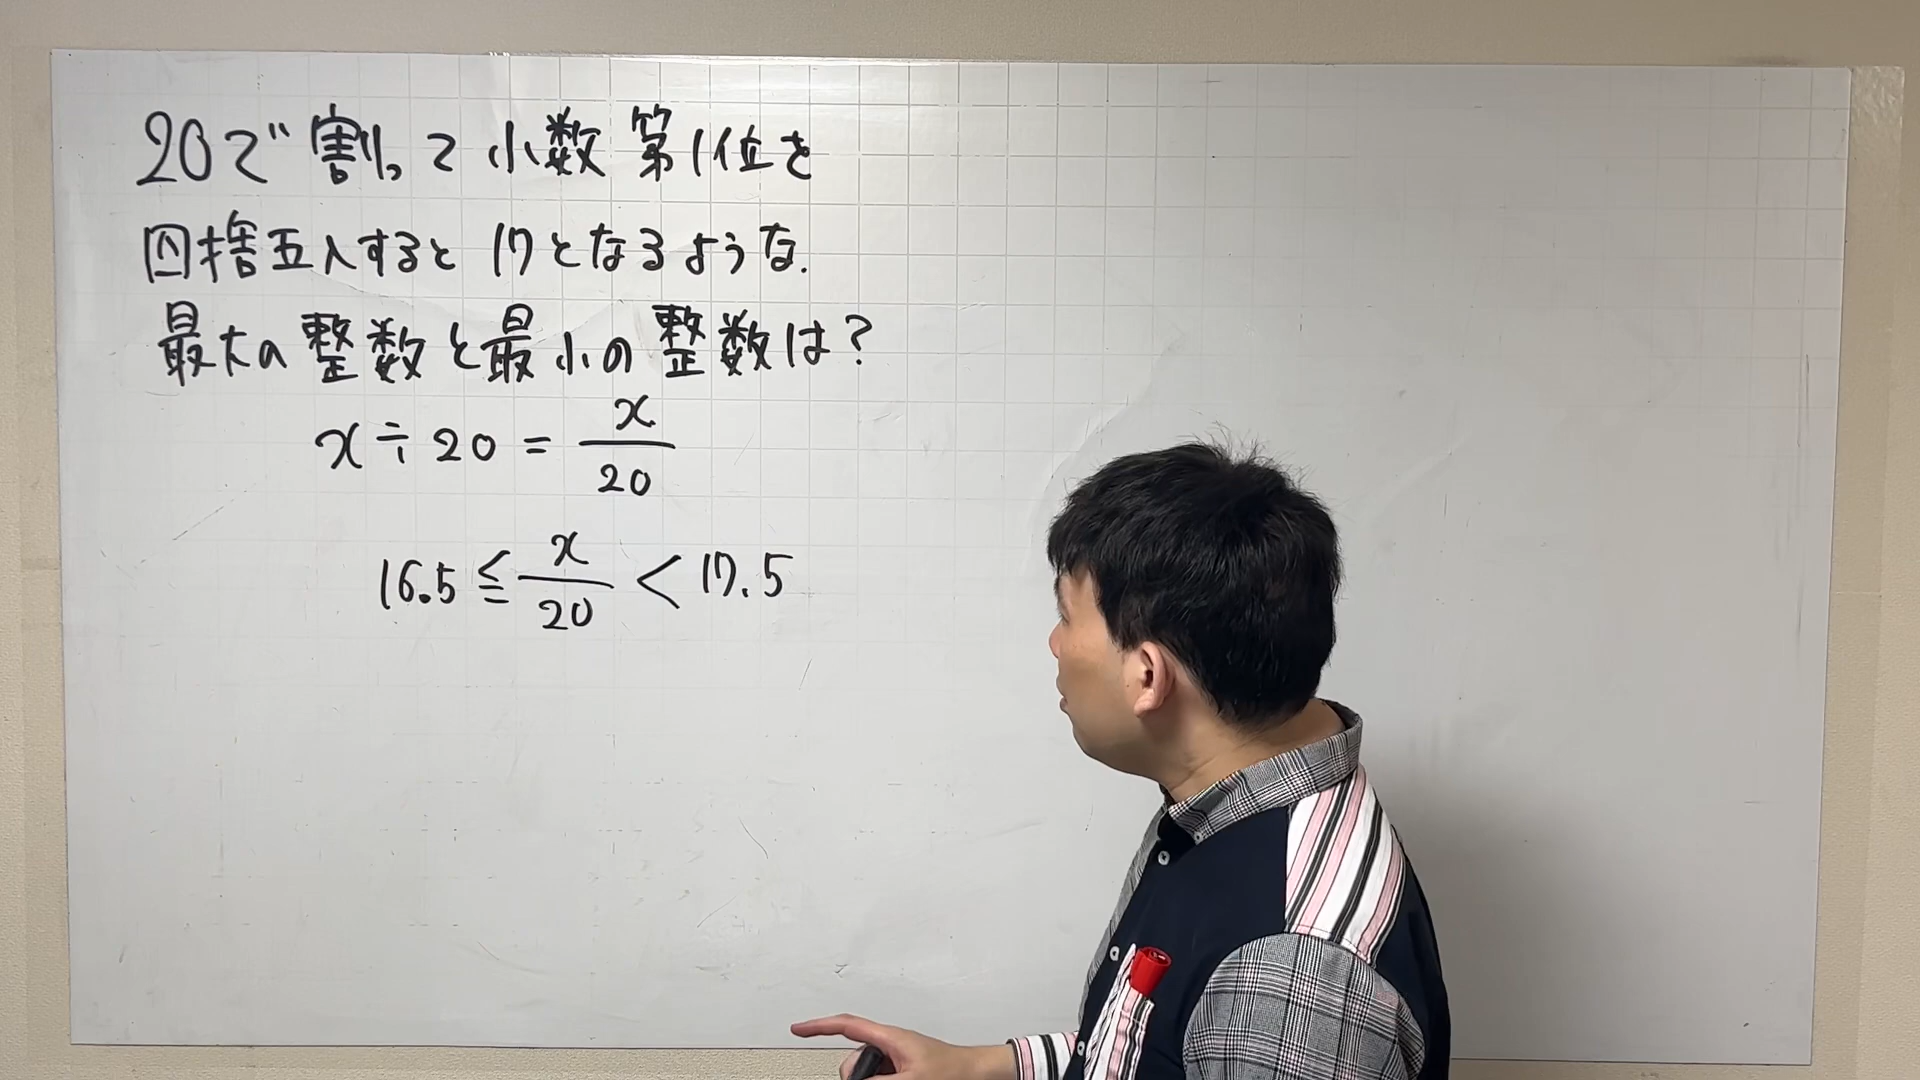 20で割って小数第1位を
四捨五入すると17となるような
最大の整数と最小の整数は?
x ÷ 20 = x/20
16.5 ≦ x/20 < 17.5